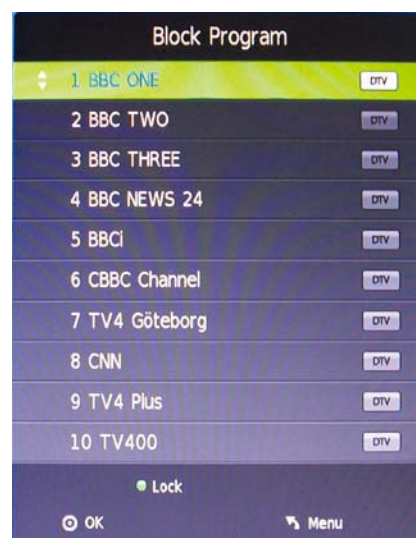 Block Program
1 BBC ONE DTV
2 BBC TWO DTV
3 BBC THREE DTV
4 BBC NEWS 24 DTV
5 BBCi DTV
6 CBBC Channel DTV
7 TV4 Göteborg DTV
8 CNN DTV
9 TV4 Plus DTV
10 TV400 DTV
Lock
OK Menu